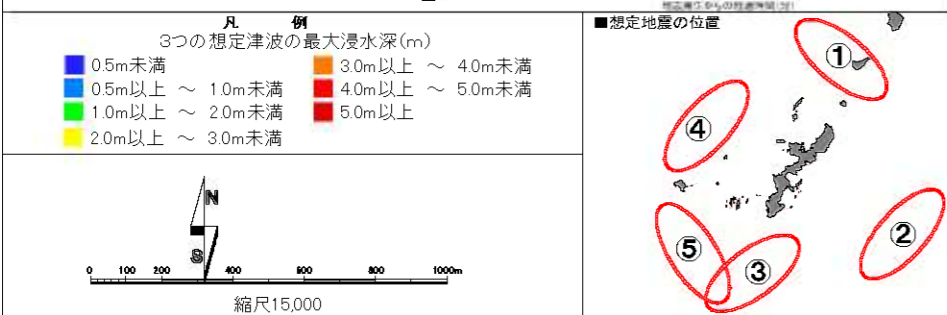 凡 例
3つの想定津波の最大浸水深(m)
0.5m未満
0.5m以上 ～ 1.0m未満
1.0m以上 ～ 2.0m未満
2.0m以上 ～ 3.0m未満
3.0m以上 ～ 4.0m未満
4.0m以上 ～ 5.0m未満
5.0m以上
N
S
0 100 200 400 600 800 1000m
縮尺15,000
■想定地震の位置
①
④
②
⑤
③